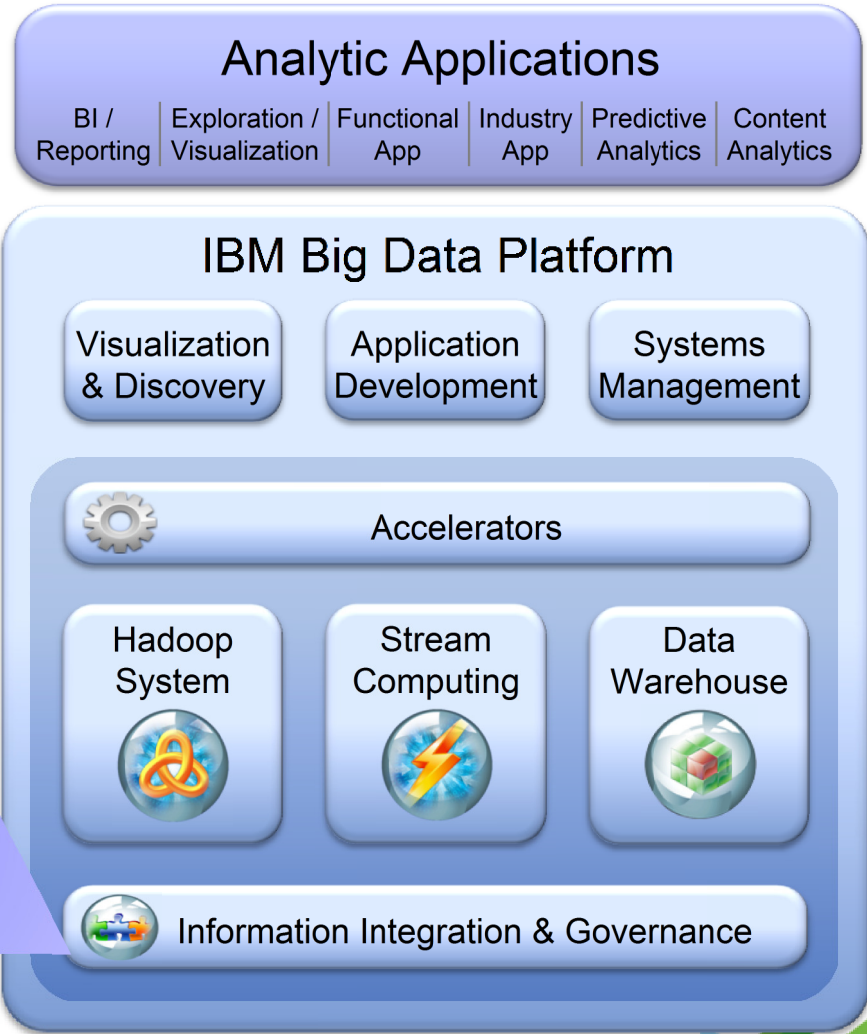 Analytic Applications
BI / Reporting
Exploration / Visualization
Functional App
Industry App
Predictive Analytics
Content Analytics
IBM Big Data Platform
Visualization
& Discovery
Application
Development
Systems
Management
Accelerators
Hadoop
System
Stream
Computing
Data
Warehouse
Information Integration & Governance